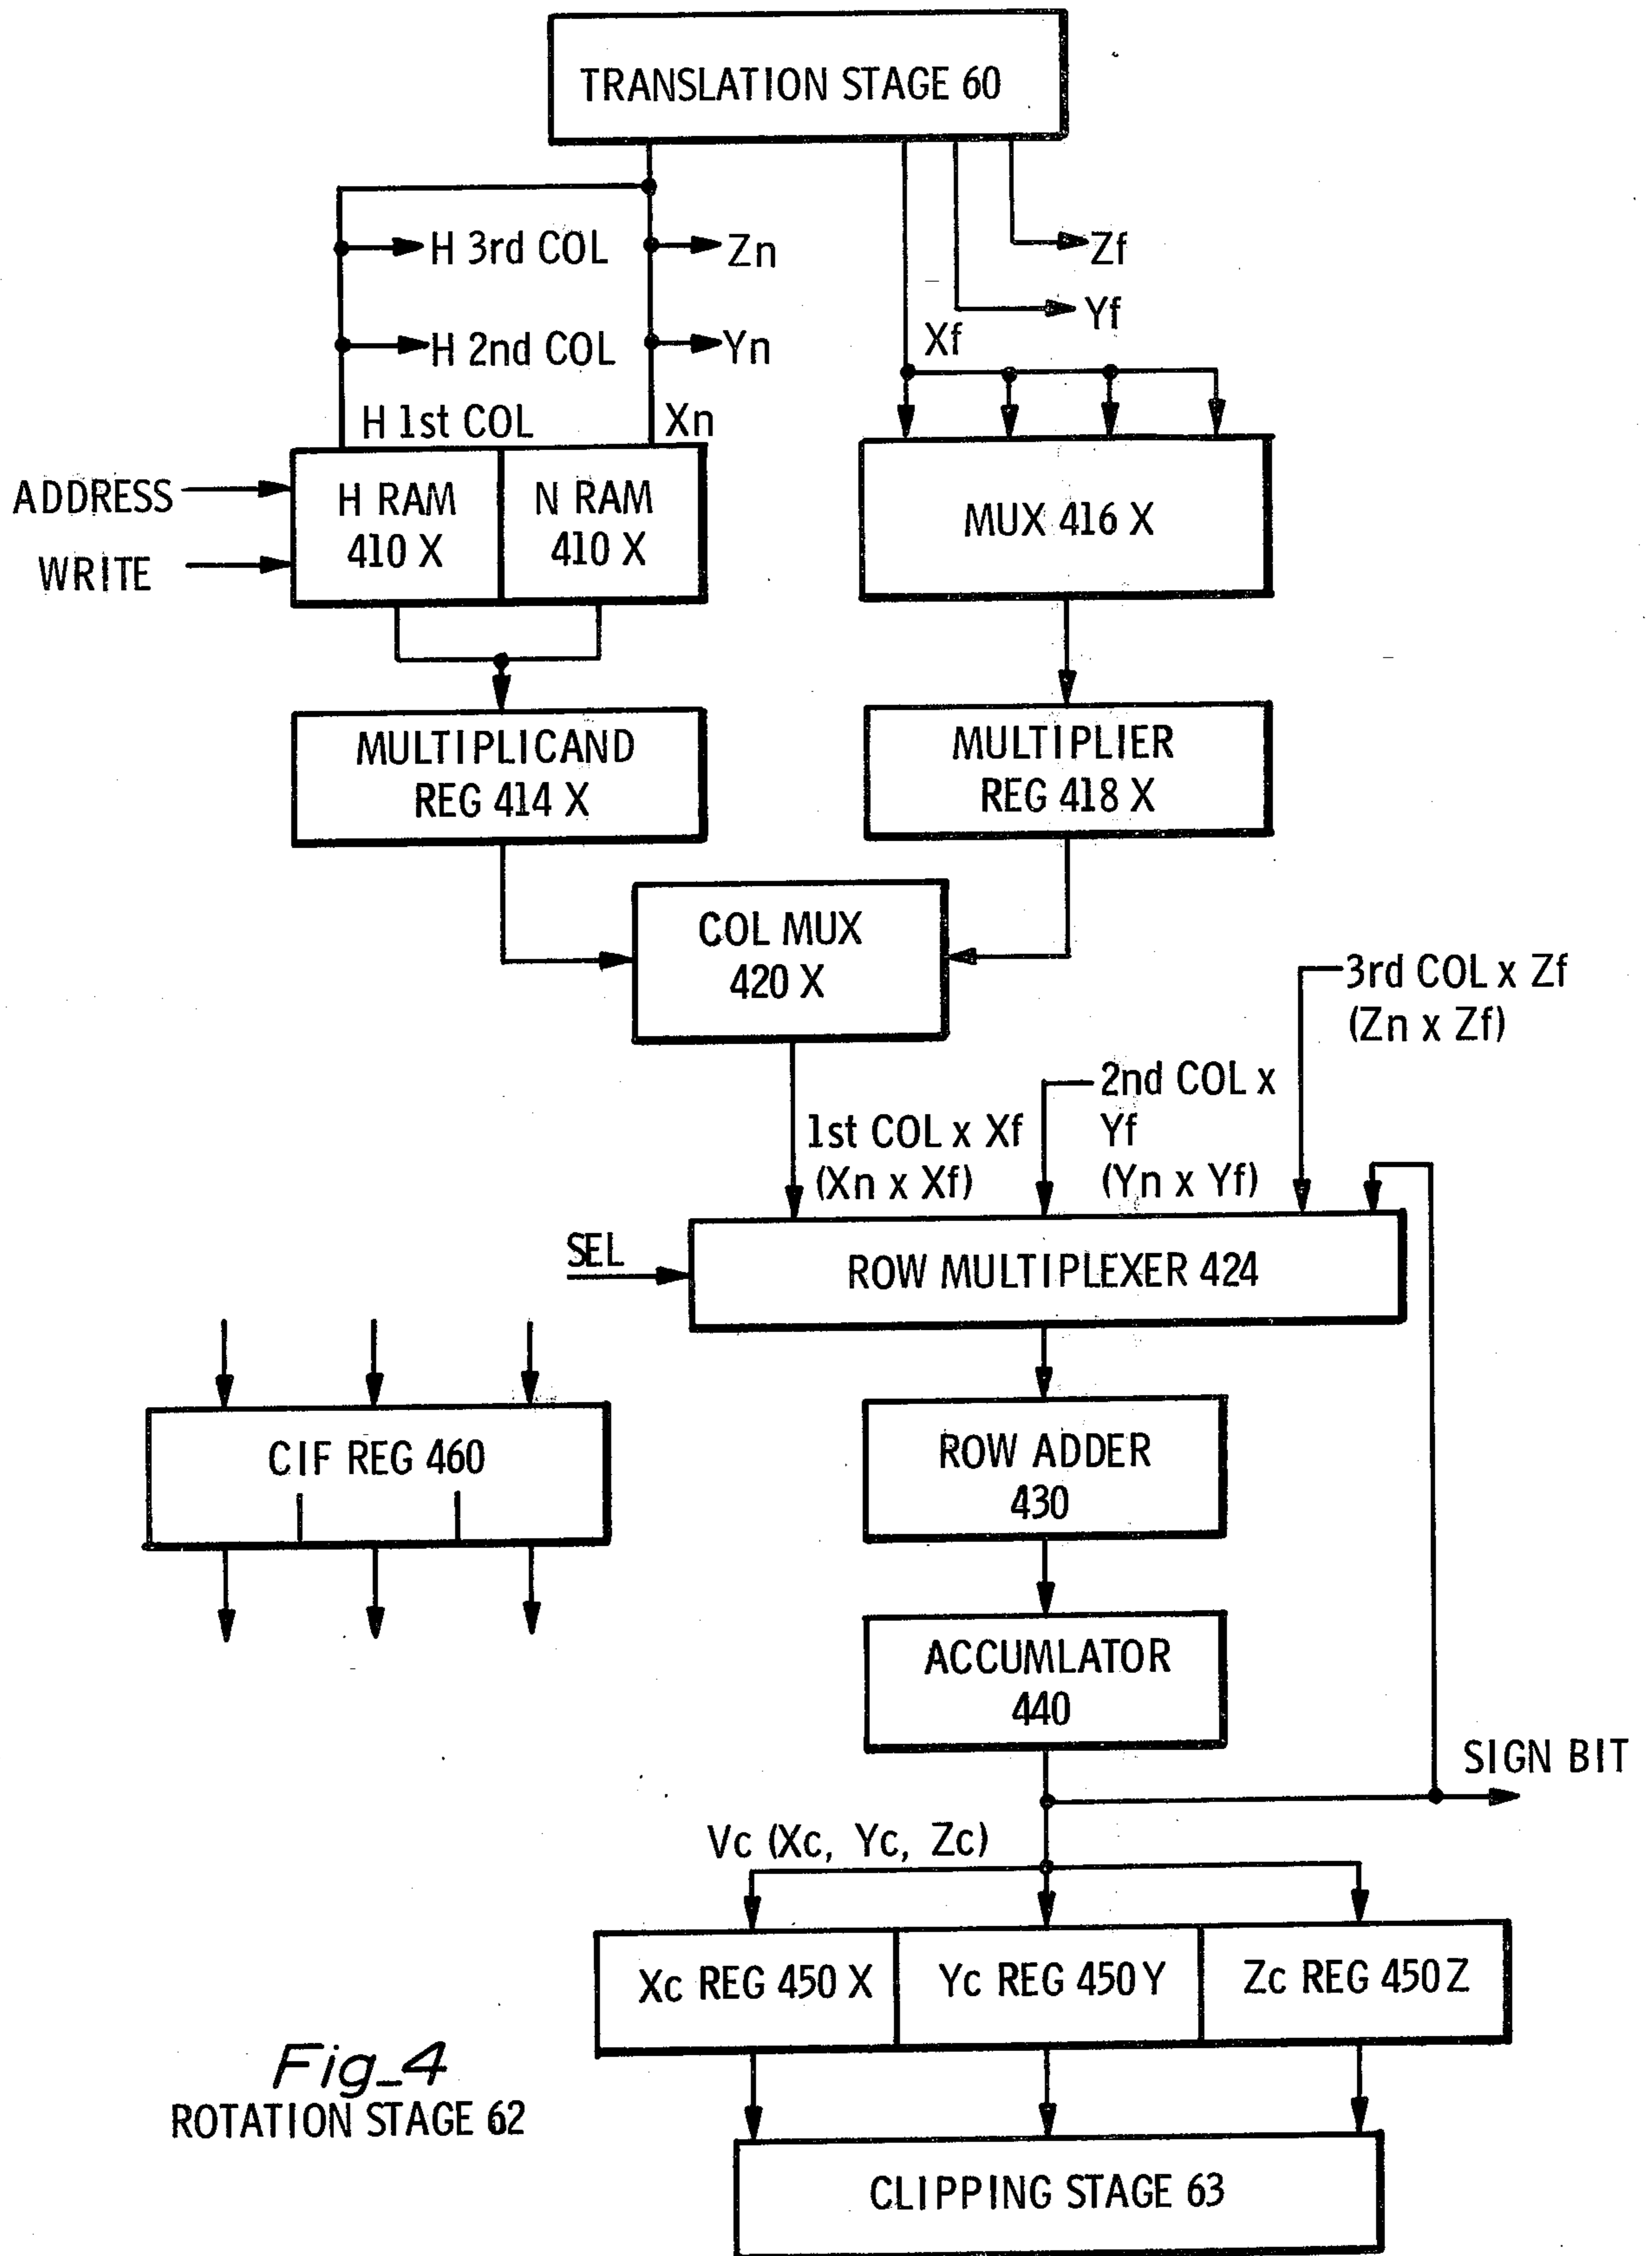 TRANSLATION STAGE 60
H 3rd COL
Zn
Zf
Yf
H 2nd COL
Yn
Xf
H 1st COL
Xn
ADDRESS
WRITE
H RAM
410 X
N RAM
410 X
MUX 416 X
MULTIPLICAND
REG 414 X
MULTIPLIER
REG 418 X
COL MUX
420 X
3rd COL x Zf
(Zn x Zf)
2nd COL x
Yf
(Yn x Yf)
1st COL x Xf
(Xn x Xf)
SEL
ROW MULTIPLEXER 424
CIF REG 460
ROW ADDER
430
ACCUMLATOR
440
SIGN BIT
Vc (Xc, Yc, Zc)
Xc REG 450 X
Yc REG 450 Y
Zc REG 450 Z
Fig_4
ROTATION STAGE 62
CLIPPING STAGE 63